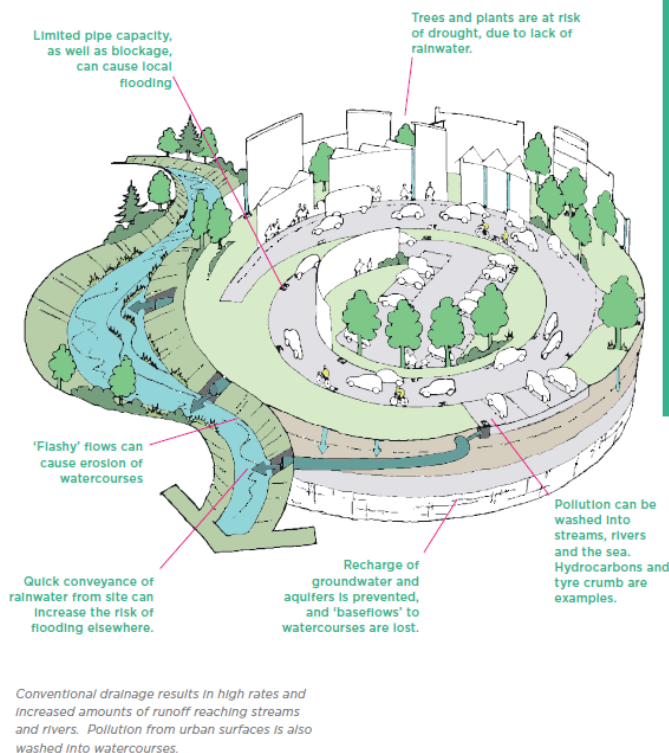 Limited pipe capacity,
as well as blockage,
can cause local
flooding
Trees and plants are at risk
of drought, due to lack of
rainwater.
'Flashy' flows can
cause erosion of
watercourses
Quick conveyance of
rainwater from site can
increase the risk of
flooding elsewhere.
Recharge of
groundwater and
aquifers is prevented,
and 'baseflows' to
watercourses are lost.
Pollution can be
washed into
streams, rivers
and the sea.
Hydrocarbons and
tyre crumb are
examples.
Conventional drainage results in high rates and
increased amounts of runoff reaching streams
and rivers.  Pollution from urban surfaces is also
washed into watercourses.